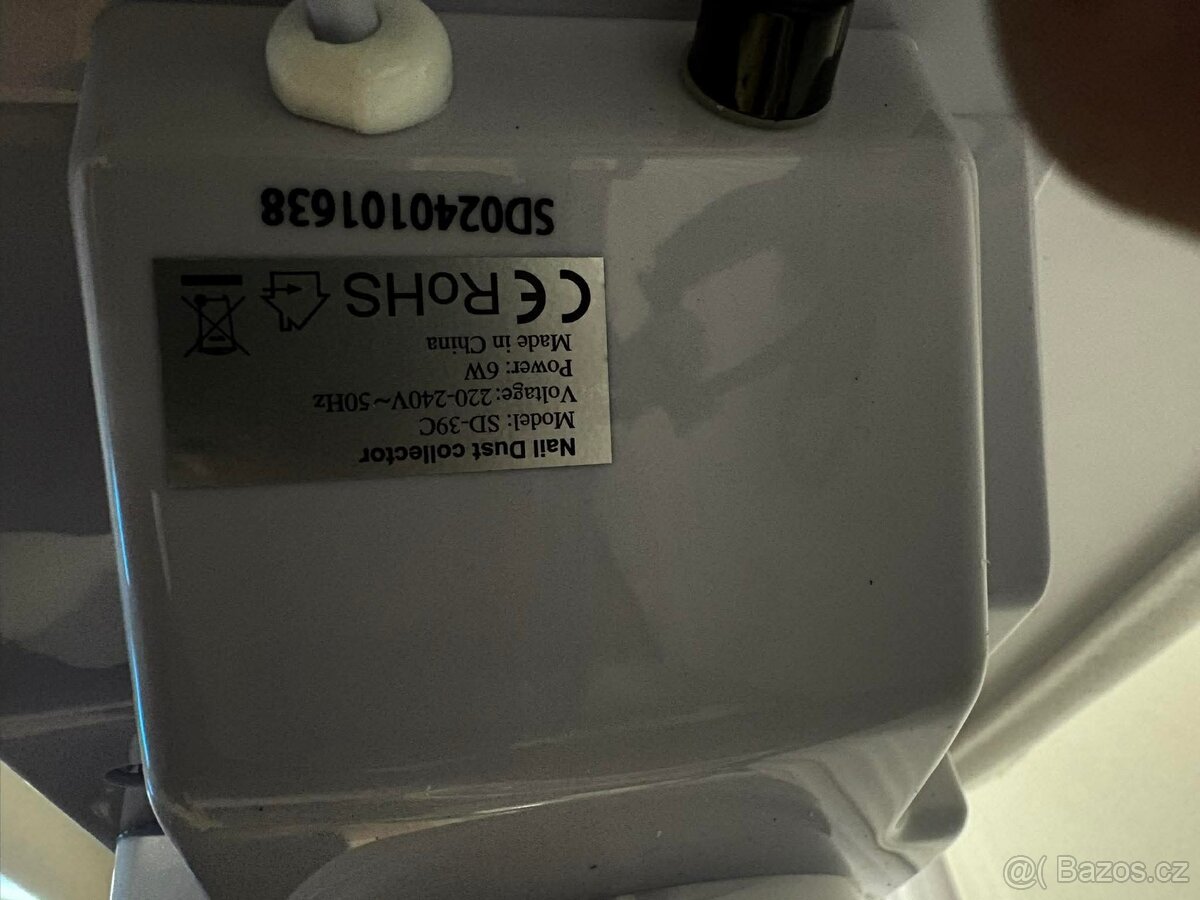 Nail Dust collector
Model: SD-39C
Voltage: 220-240V~50Hz
Power: 6W
Made in China
CE RoHS
SD0240101638
@( Bazos.cz